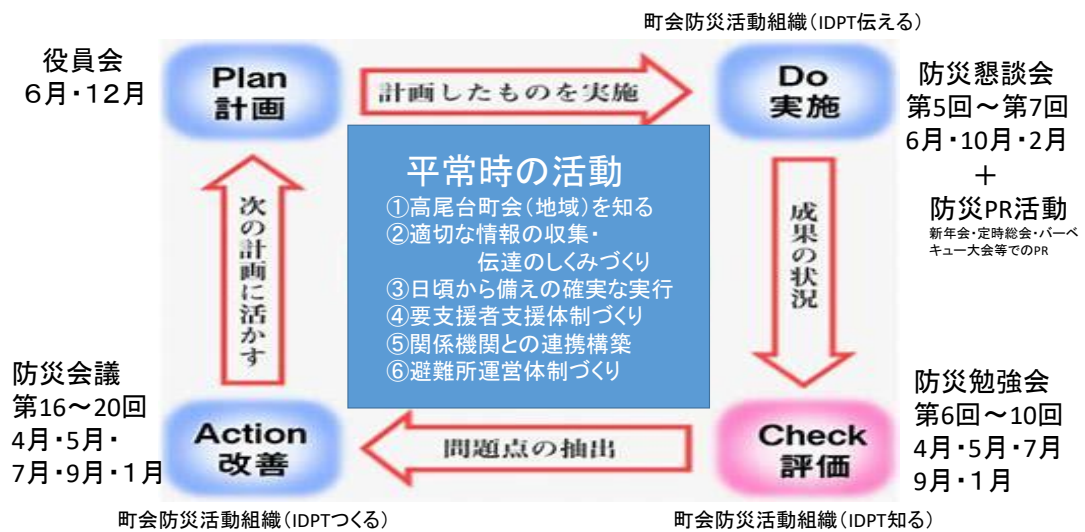 町会防災活動組織(IDPT伝える)
役員会
6月・12月
Plan
計画
計画したものを実施
Do
実施
防災懇談会
第5回～第7回
6月・10月・2月
＋
防災PR活動
新年会・定時総会・バーベ
キュー大会等でのPR
平常時の活動
①高尾台町会(地域)を知る
②適切な情報の収集・
伝達のしくみづくり
③日頃から備えの確実な実行
④要支援者支援体制づくり
⑤関係機関との連携構築
⑥避難所運営体制づくり
次の計画に活かす
成果の状況
防災会議
第16～20回
4月・5月・
7月・9月・1月
Action
改善
問題点の抽出
Check
評価
防災勉強会
第6回～10回
4月・5月・7月
9月・1月
町会防災活動組織(IDPTつくる)
町会防災活動組織(IDPT知る)